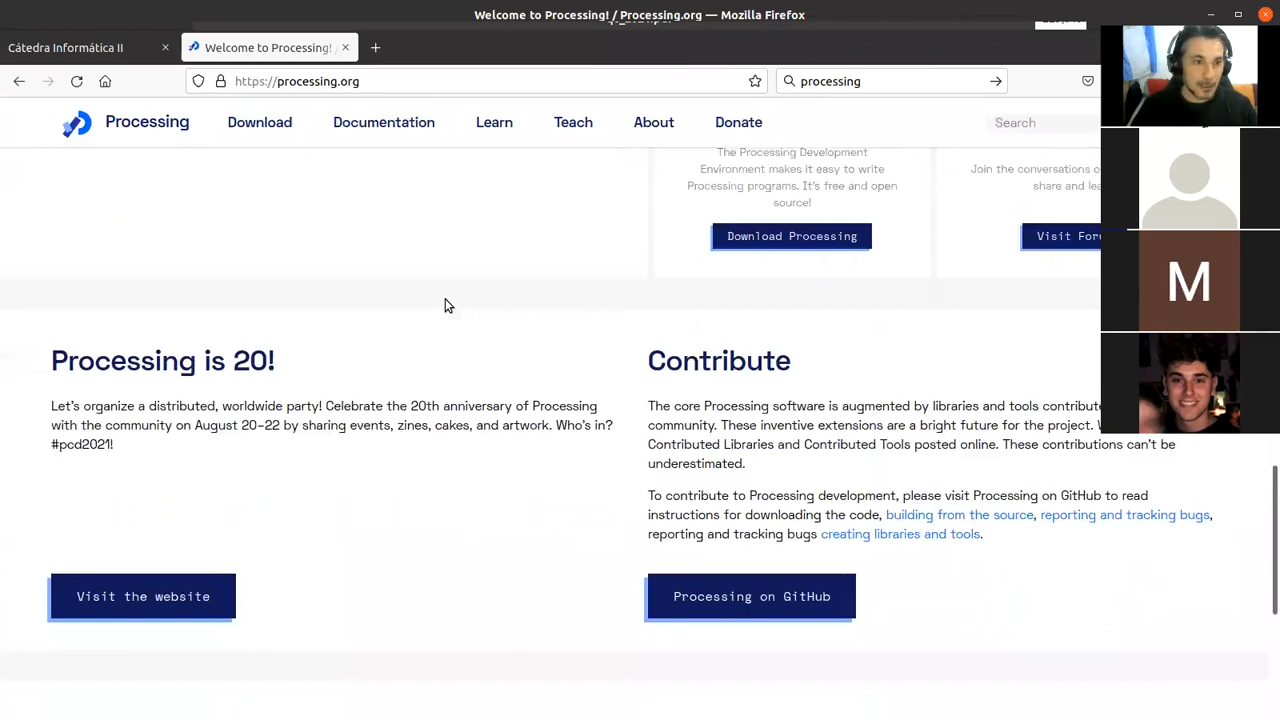 Welcome to Processing! / Processing.org — Mozilla Firefox
Cátedra Informática II
Welcome to Processing! /
https://processing.org
processing
Processing
Download
Documentation
Learn
Teach
About
Donate
Search
The Processing Development
Environment makes it easy to write
Processing programs. It's free and open
source!
Download Processing
Join the conversations
share and
Visit
Processing is 20!
Let's organize a distributed, worldwide party! Celebrate the 20th anniversary of Processing
with the community on August 20-22 by sharing events, zines, cakes, and artwork. Who's in?
#pcd2021!
Visit the website
Contribute
The core Processing software is augmented by libraries and tools
community. These inventive extensions are a bright future for the project.
Contributed Libraries and Contributed Tools posted online. These contributions can't be
underestimated.
To contribute to Processing development, please visit Processing on GitHub to read
instructions for downloading the code, building from the source, reporting and tracking bugs,
reporting and tracking bugs creating libraries and tools.
Processing on GitHub
M